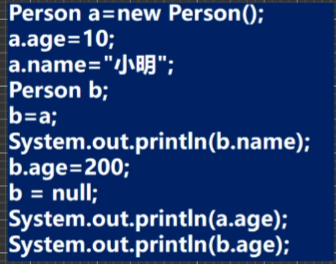 Person a=new Person();
a.age=10;
a.name="小明";
Person b;
b=a;
System.out.println(b.name);
b.age=200;
b = null;
System.out.println(a.age);
System.out.println(b.age);